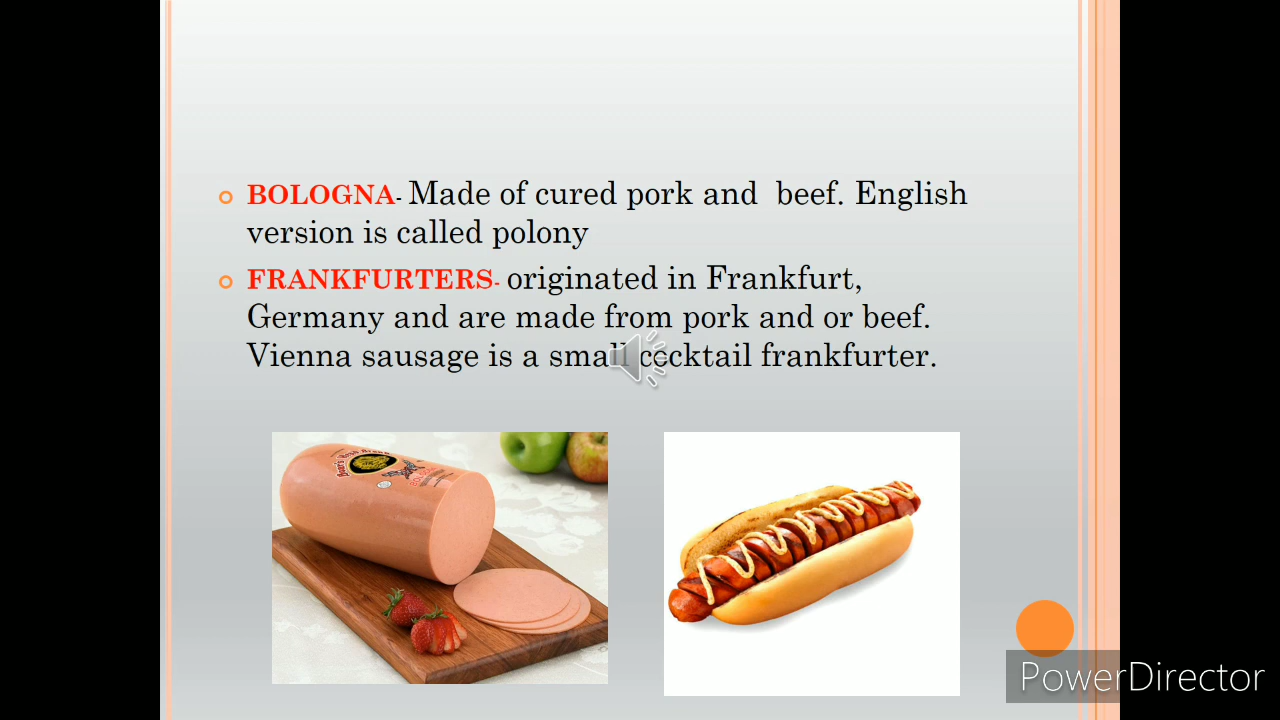 BOLOGNA- Made of cured pork and beef. English
version is called polony
FRANKFURTERS- originated in Frankfurt,
Germany and are made from pork and or beef.
Vienna sausage is a small cocktail frankfurter.
PowerDirector